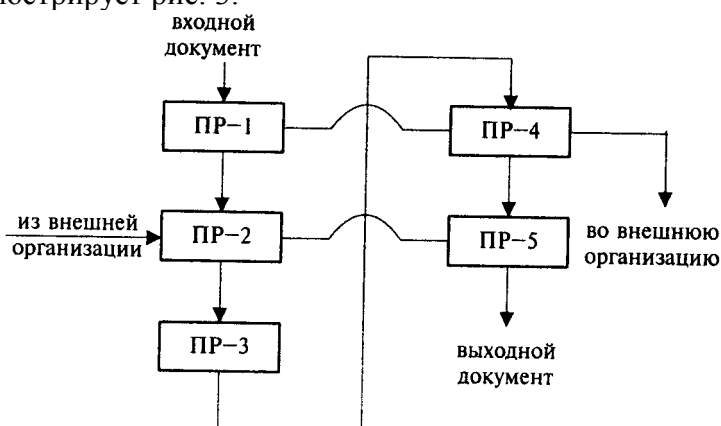 входной
документ
ПР–1
ПР–4
из внешней
организации
ПР–2
ПР–5
во внешнюю
организацию
ПР–3
выходной
документ